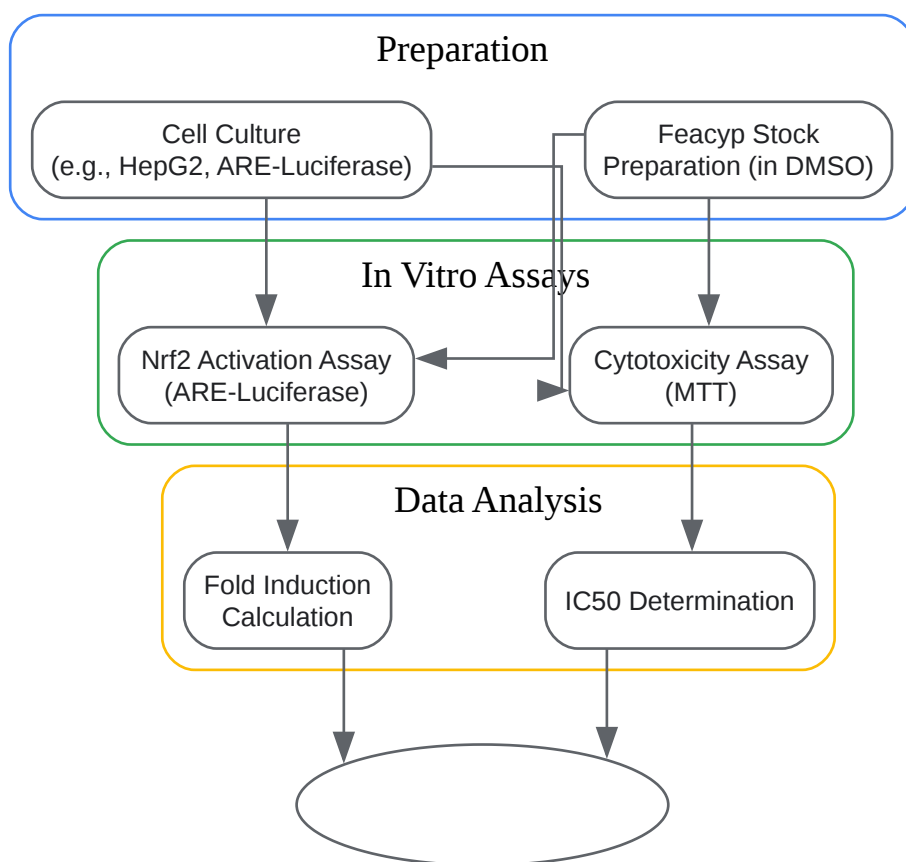 Preparation
Cell Culture
(e.g., HepG2, ARE-Luciferase)
Feacyp Stock
Preparation (in DMSO)
In Vitro Assays
Nrf2 Activation Assay
(ARE-Luciferase)
Cytotoxicity Assay
(MTT)
Data Analysis
Fold Induction
Calculation
IC50 Determination